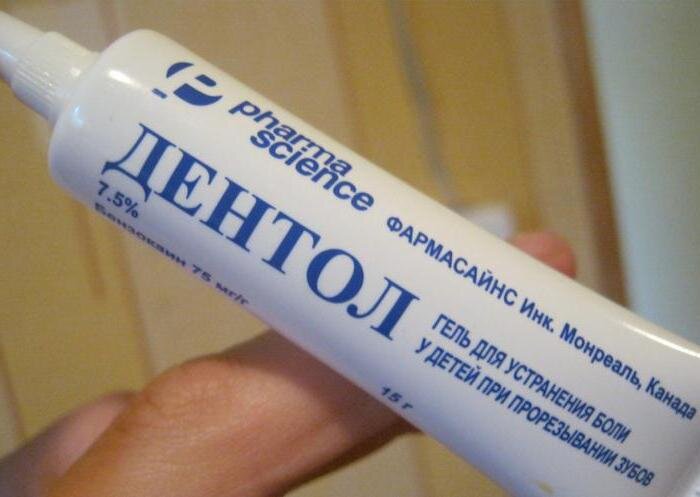 pharma
science
ДЕНТОЛ
7.5%
Бензокаин 75 мг/г
ФАРМАСАЙНС Инк. Монреаль, Канада
ГЕЛЬ ДЛЯ УСТРАНЕНИЯ БОЛИ
У ДЕТЕЙ ПРИ ПРОРЕЗЫВАНИИ ЗУБОВ
15 г